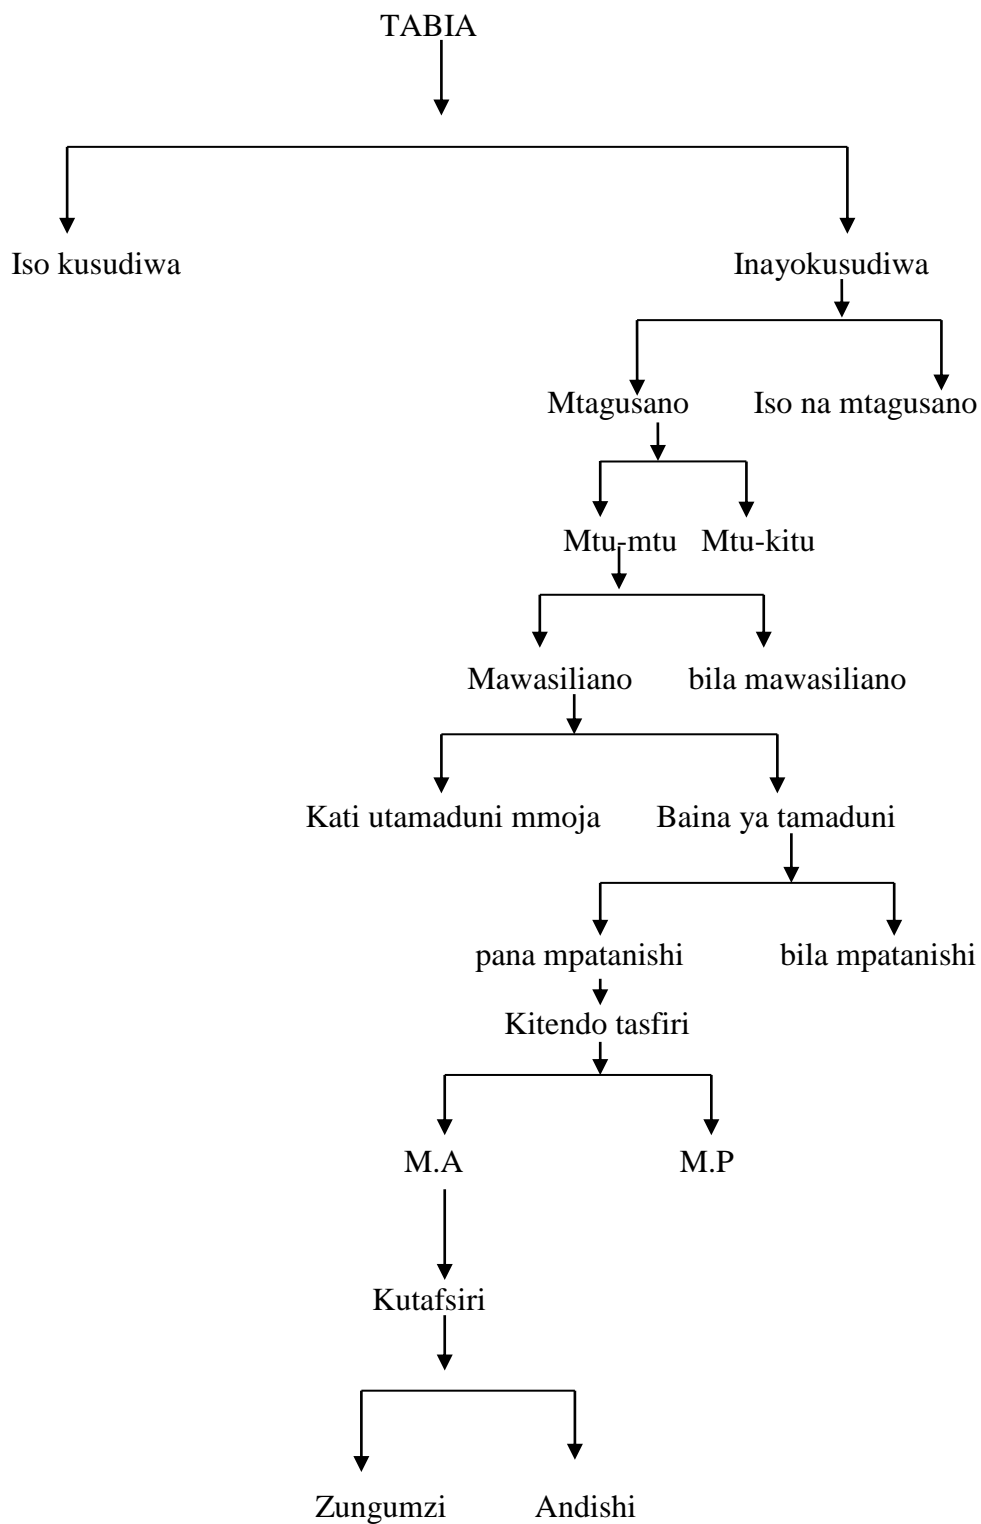 TABIA
Iso kusudiwa Inayokusudiwa
Mtagusano Iso na mtagusano
Mtu-mtu Mtu-kitu
Mawasiliano bila mawasiliano
Kati utamaduni mmoja Baina ya tamaduni
pana mpatanishi bila mpatanishi
Kitendo tasfiri
M.A M.P
Kutafsiri
Zungumzi Andishi